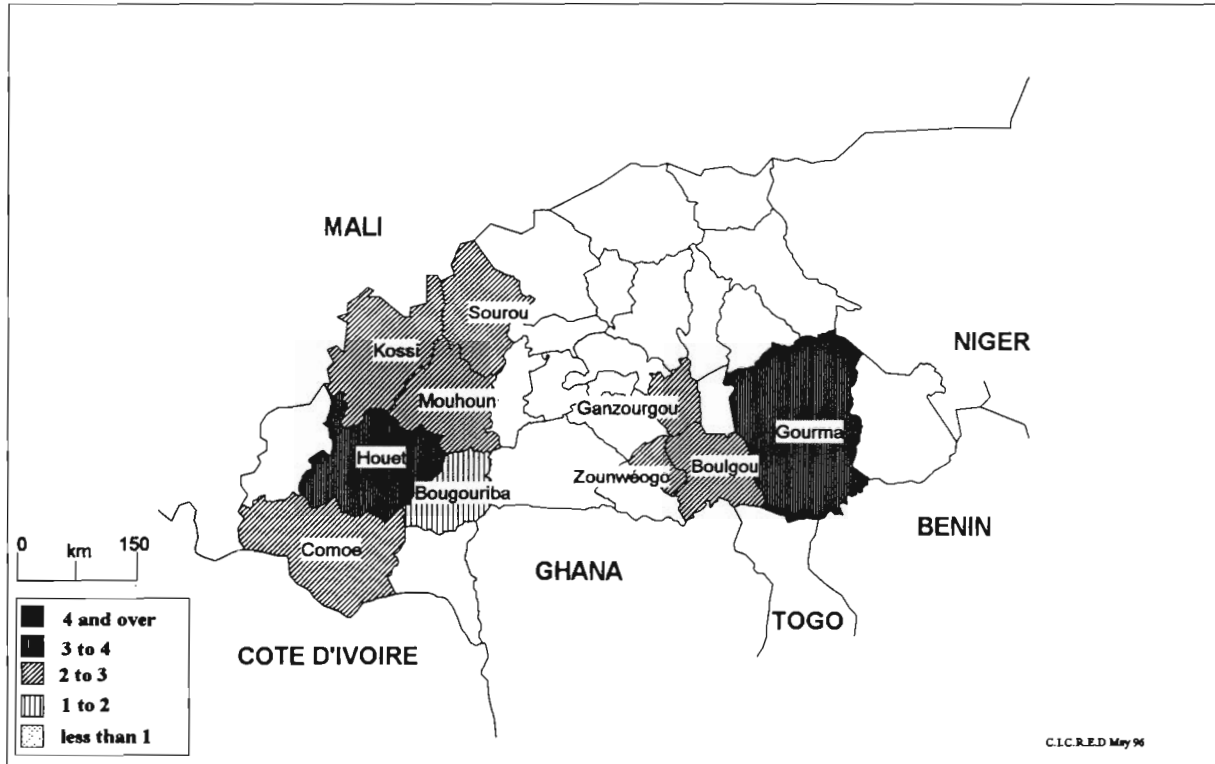 MALI
Sourou
NIGER
Kossi
Mouhoun
Ganzourgou
Gourma
Houet
Boulgou
Zounwéogo
Bougouriba
BENIN
0 km 150
Comoe
GHANA
TOGO
COTE D'IVOIRE
4 and over
3 to 4
2 to 3
1 to 2
less than 1
C.I.C.R.E.D May 96